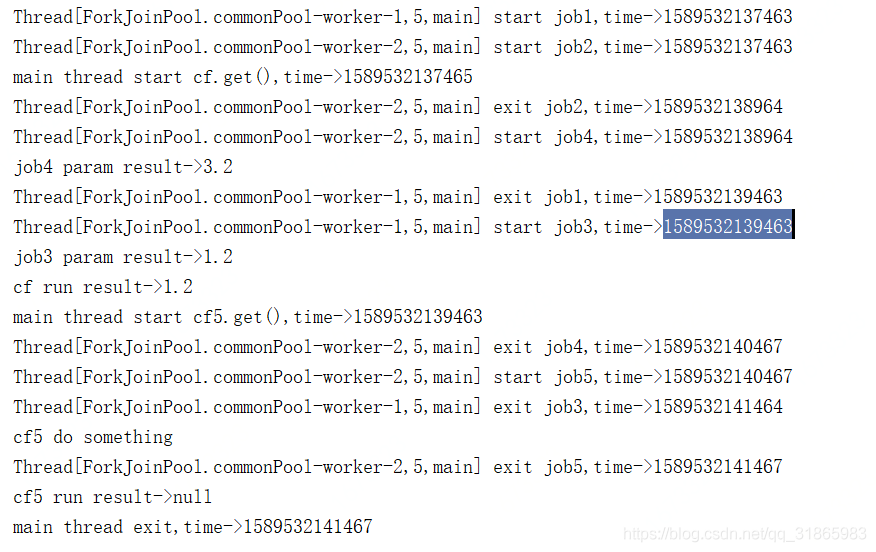 Thread[ForkJoinPool.commonPool-worker-1,5,main] start job1,time->1589532137463
Thread[ForkJoinPool.commonPool-worker-2,5,main] start job2,time->1589532137463
main thread start cf.get(),time->1589532137465
Thread[ForkJoinPool.commonPool-worker-2,5,main] exit job2,time->1589532138964
Thread[ForkJoinPool.commonPool-worker-2,5,main] start job4,time->1589532138964
job4 param result->3.2
Thread[ForkJoinPool.commonPool-worker-1,5,main] exit job1,time->1589532139463
Thread[ForkJoinPool.commonPool-worker-1,5,main] start job3,time->1589532139463
job3 param result->1.2
cf run result->1.2
main thread start cf5.get(),time->1589532139463
Thread[ForkJoinPool.commonPool-worker-2,5,main] exit job4,time->1589532140467
Thread[ForkJoinPool.commonPool-worker-2,5,main] start job5,time->1589532140467
Thread[ForkJoinPool.commonPool-worker-1,5,main] exit job3,time->1589532141464
cf5 do something
Thread[ForkJoinPool.commonPool-worker-2,5,main] exit job5,time->1589532141467
cf5 run result->null
main thread exit,time->1589532141467
https://blog.csdn.net/qq_31865983